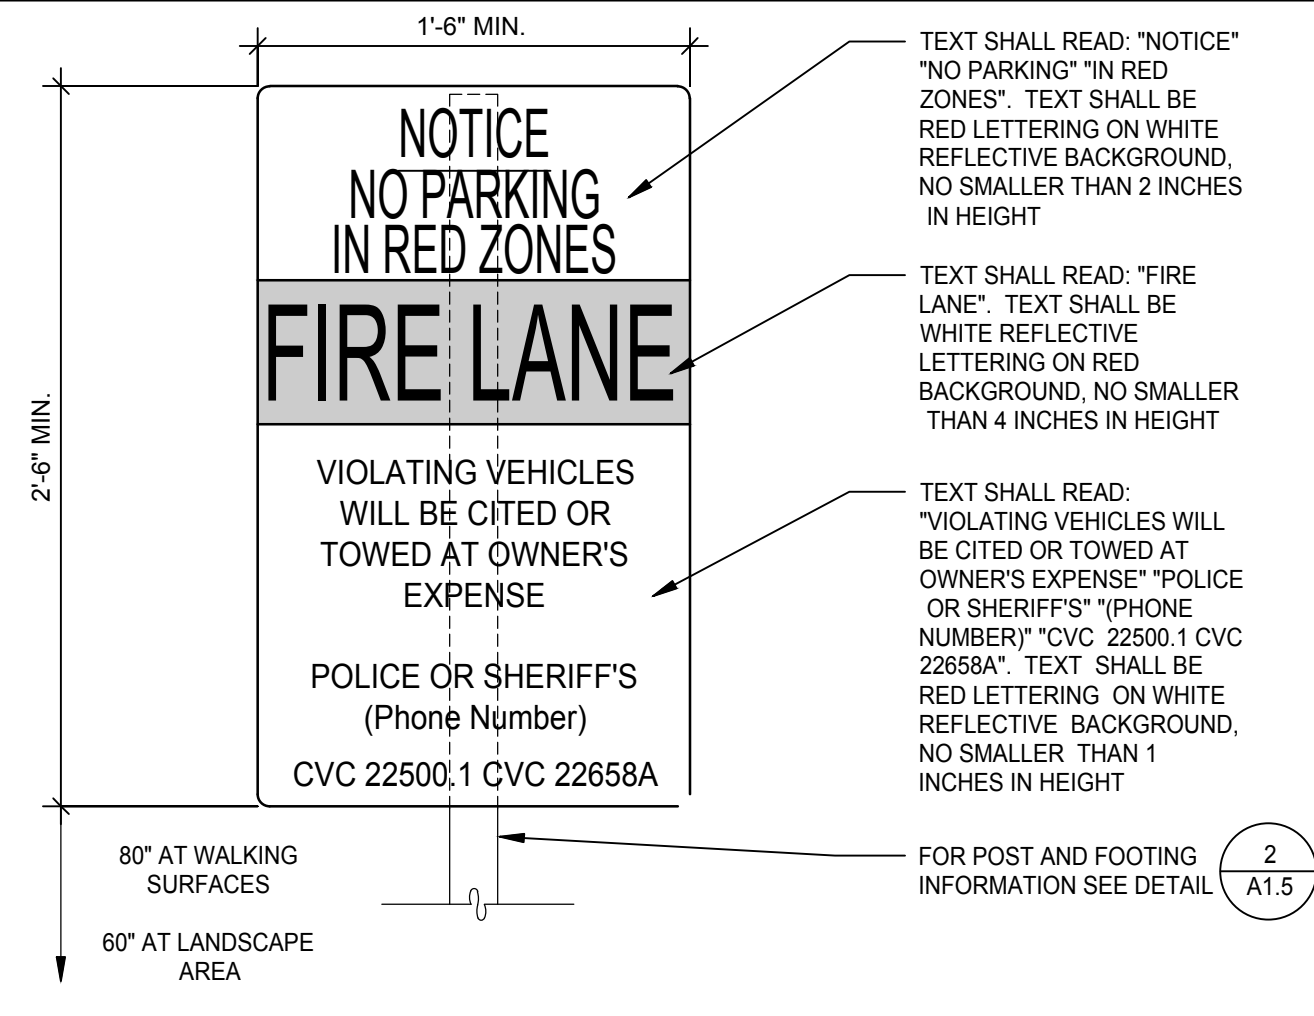 1'-6" MIN.
2'-6" MIN.
NOTICE
NO PARKING
IN RED ZONES
FIRE LANE
VIOLATING VEHICLES
WILL BE CITED OR
TOWED AT OWNER'S
EXPENSE
POLICE OR SHERIFF'S
(Phone Number)
CVC 22500.1 CVC 22658A
80" AT WALKING
SURFACES
60" AT LANDSCAPE
AREA
TEXT SHALL READ: "NOTICE"
"NO PARKING" "IN RED
ZONES". TEXT SHALL BE
RED LETTERING ON WHITE
REFLECTIVE BACKGROUND,
NO SMALLER THAN 2 INCHES
IN HEIGHT
TEXT SHALL READ: "FIRE
LANE". TEXT SHALL BE
WHITE REFLECTIVE
LETTERING ON RED
BACKGROUND, NO SMALLER
THAN 4 INCHES IN HEIGHT
TEXT SHALL READ:
"VIOLATING VEHICLES WILL
BE CITED OR TOWED AT
OWNER'S EXPENSE" "POLICE
OR SHERIFF'S" "(PHONE
NUMBER)" "CVC 22500.1 CVC
22658A". TEXT SHALL BE
RED LETTERING ON WHITE
REFLECTIVE BACKGROUND,
NO SMALLER THAN 1
INCHES IN HEIGHT
FOR POST AND FOOTING
INFORMATION SEE DETAIL
2
A1.5